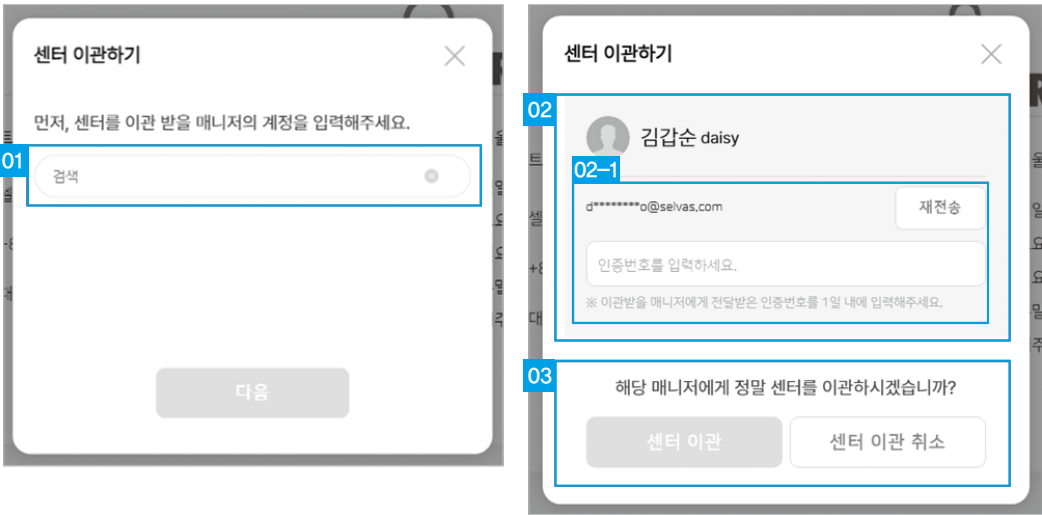 센터 이관하기
먼저, 센터를 이관 받을 매니저의 계정을 입력해주세요.
01
검색
다음
센터 이관하기
02
김갑순 daisy
02-1
d********o@selvas.com
재전송
인증번호를 입력하세요.
※ 이관받을 매니저에게 전달받은 인증번호를 1일 내에 입력해주세요.
03
해당 매니저에게 정말 센터를 이관하시겠습니까?
센터 이관
센터 이관 취소